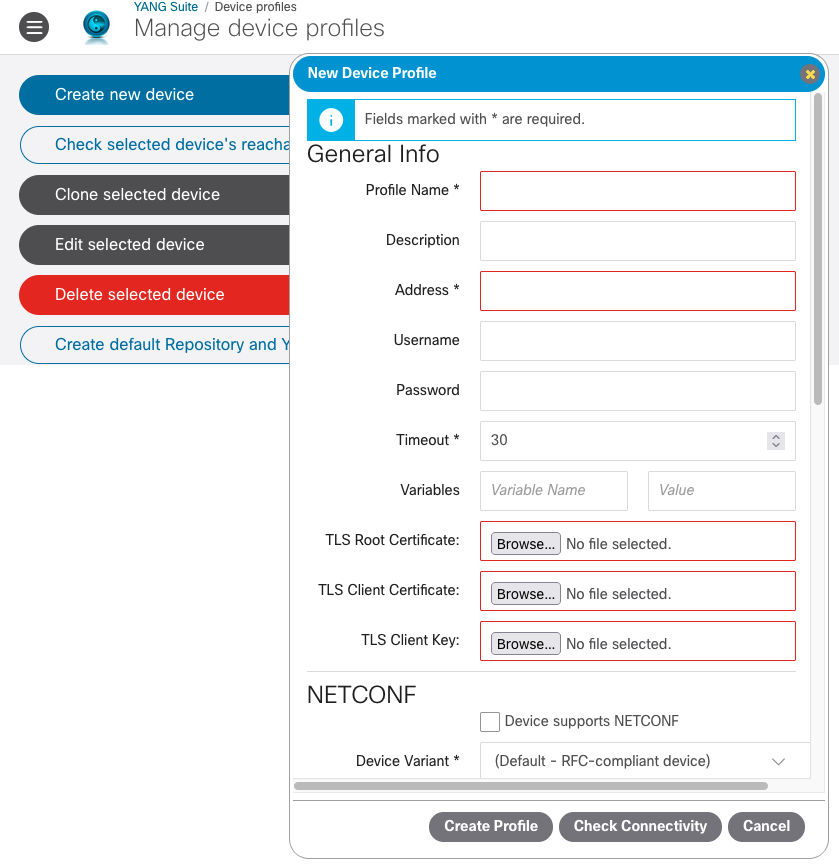 YANG Suite / Device profiles
Manage device profiles
Create new device
Check selected device's reacha
Clone selected device
Edit selected device
Delete selected device
Create default Repository and Y
New Device Profile
Fields marked with * are required.
General Info
Profile Name *
Description
Address *
Username
Password
Timeout * 30
Variables Variable Name Value
TLS Root Certificate: Browse... No file selected.
TLS Client Certificate: Browse... No file selected.
TLS Client Key: Browse... No file selected.
NETCONF
Device supports NETCONF
Device Variant * (Default - RFC-compliant device)
Create Profile Check Connectivity Cancel